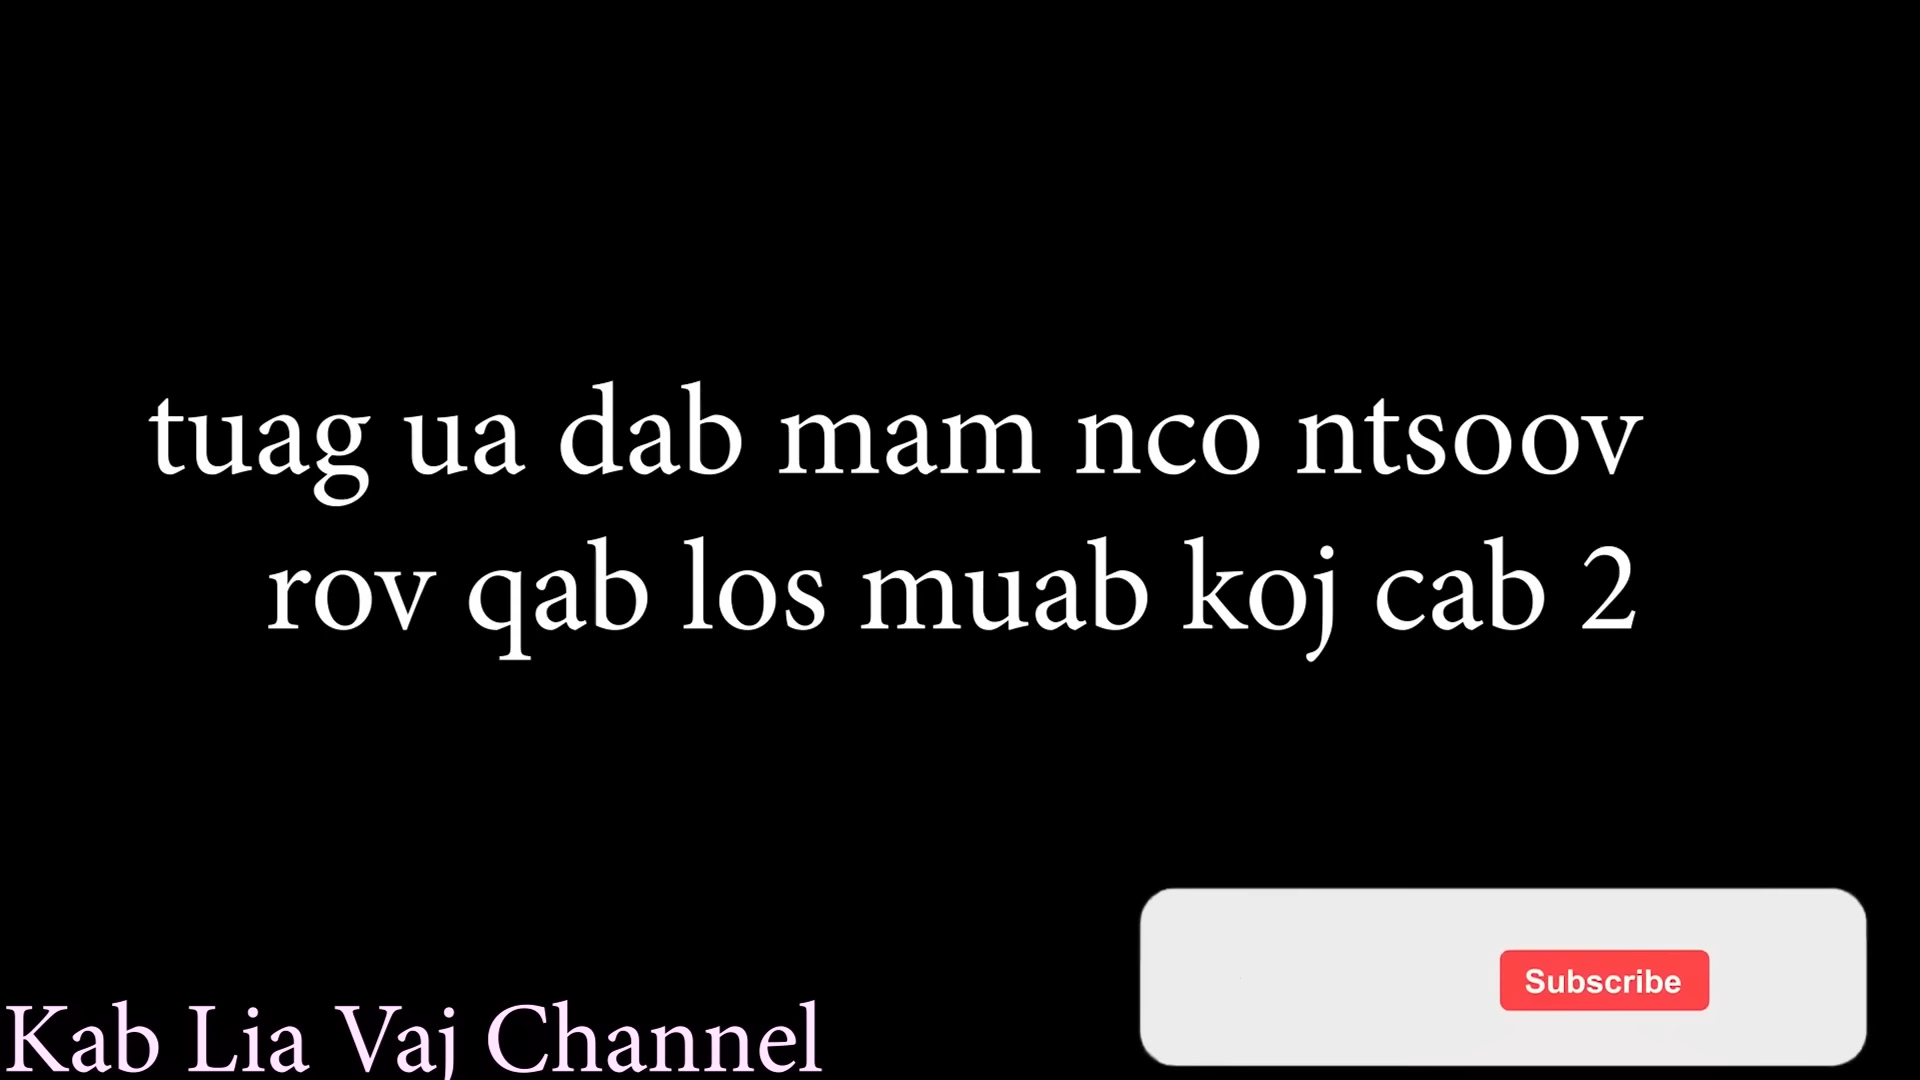 tuag ua dab mam nco ntsoov
rov qab los muab koj cab 2
Subscribe
Kab Lia Vaj Channel